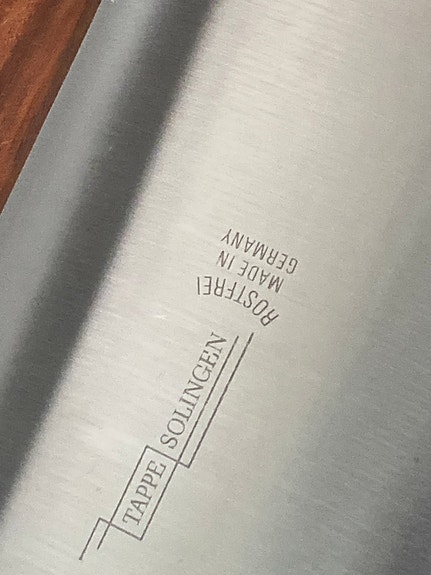 TAPPE SOLINGEN
ROSTFREI
MADE IN
GERMANY